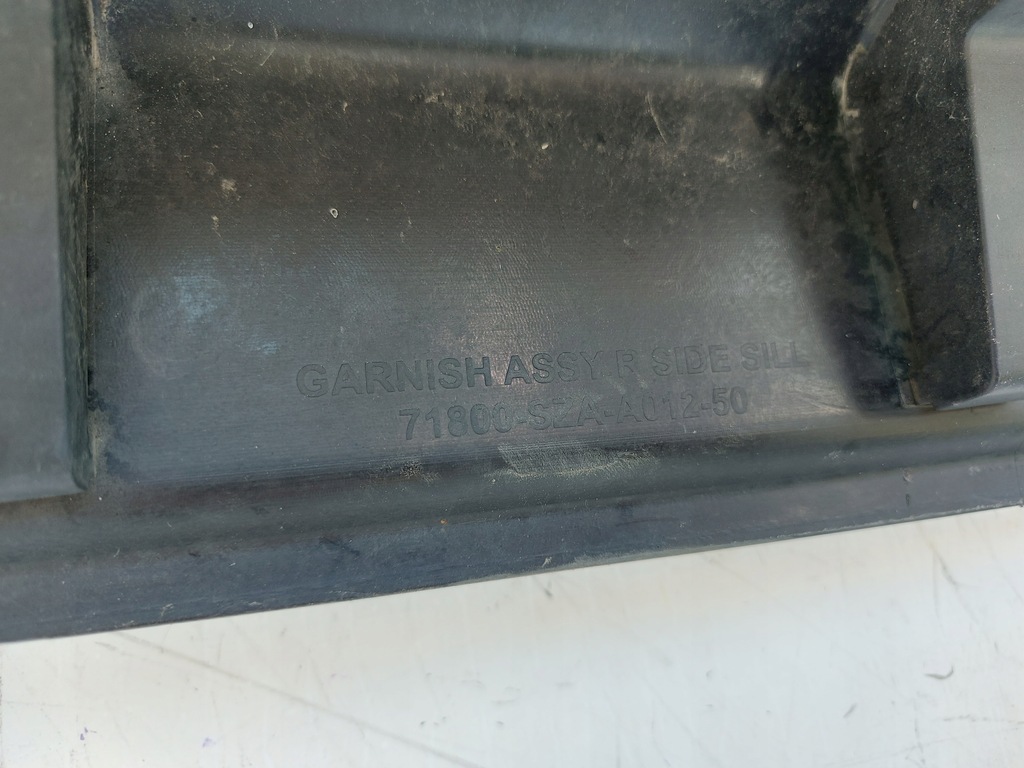 GARNISH ASSY.R SIDE SILL
71800-SZA-A012-50